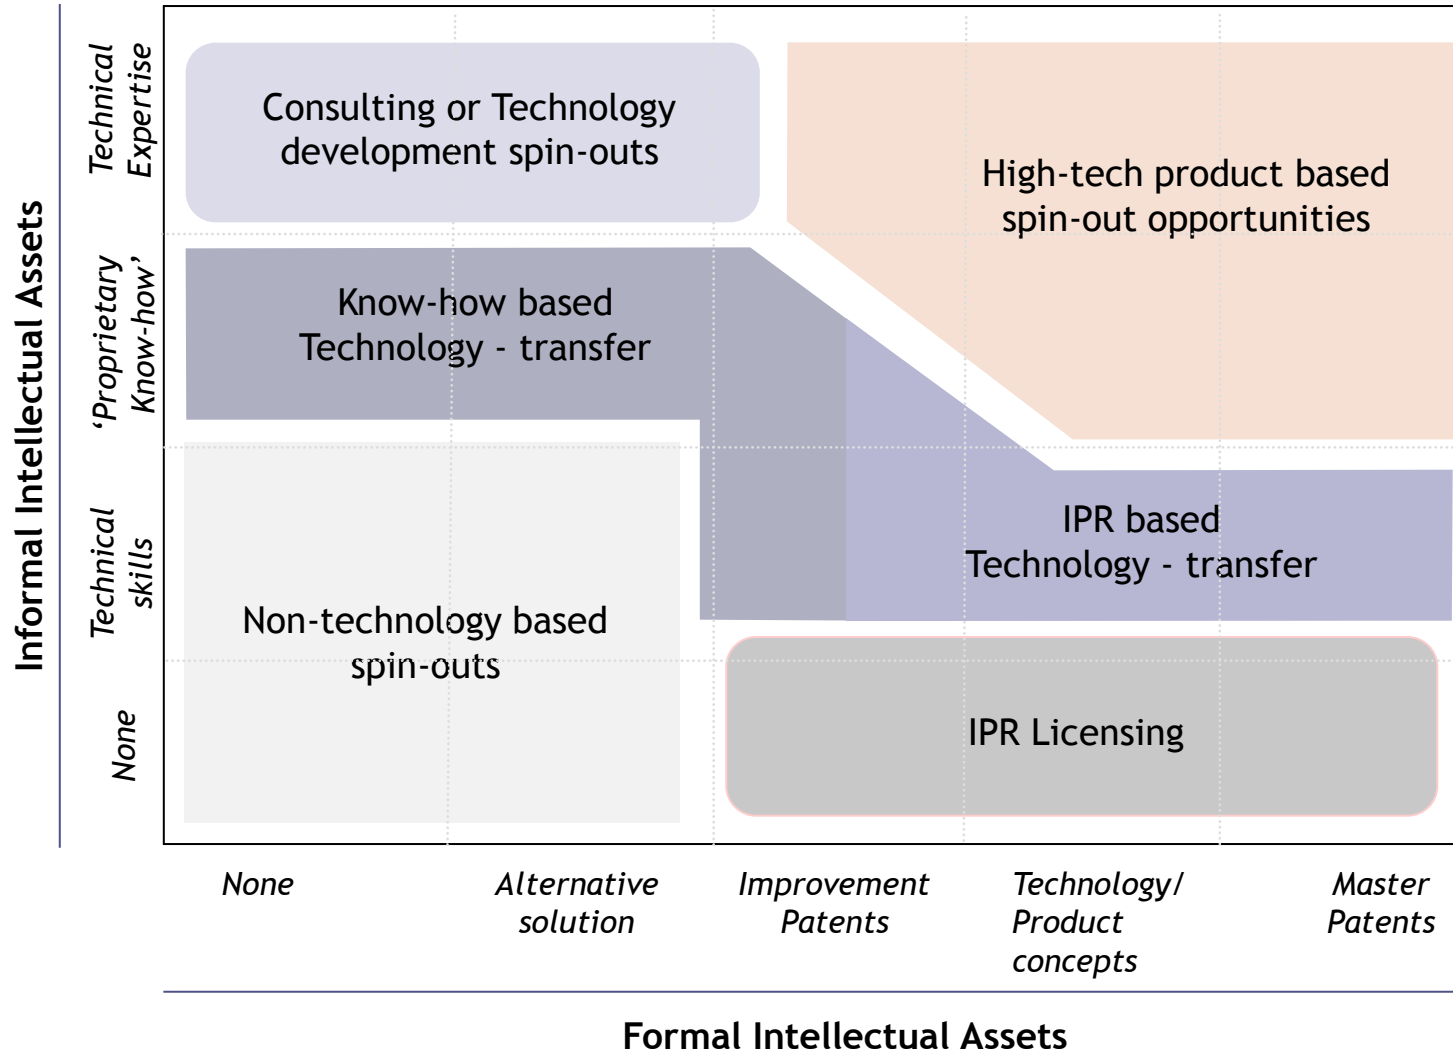 Informal Intellectual Assets
Technical
Expertise
‘Proprietary
Know-how’
Technical
skills
None
Consulting or Technology
development spin-outs
High-tech product based
spin-out opportunities
Know-how based
Technology - transfer
IPR based
Technology - transfer
Non-technology based
spin-outs
IPR Licensing
None
Alternative
solution
Improvement
Patents
Technology/
Product
concepts
Master
Patents
Formal Intellectual Assets